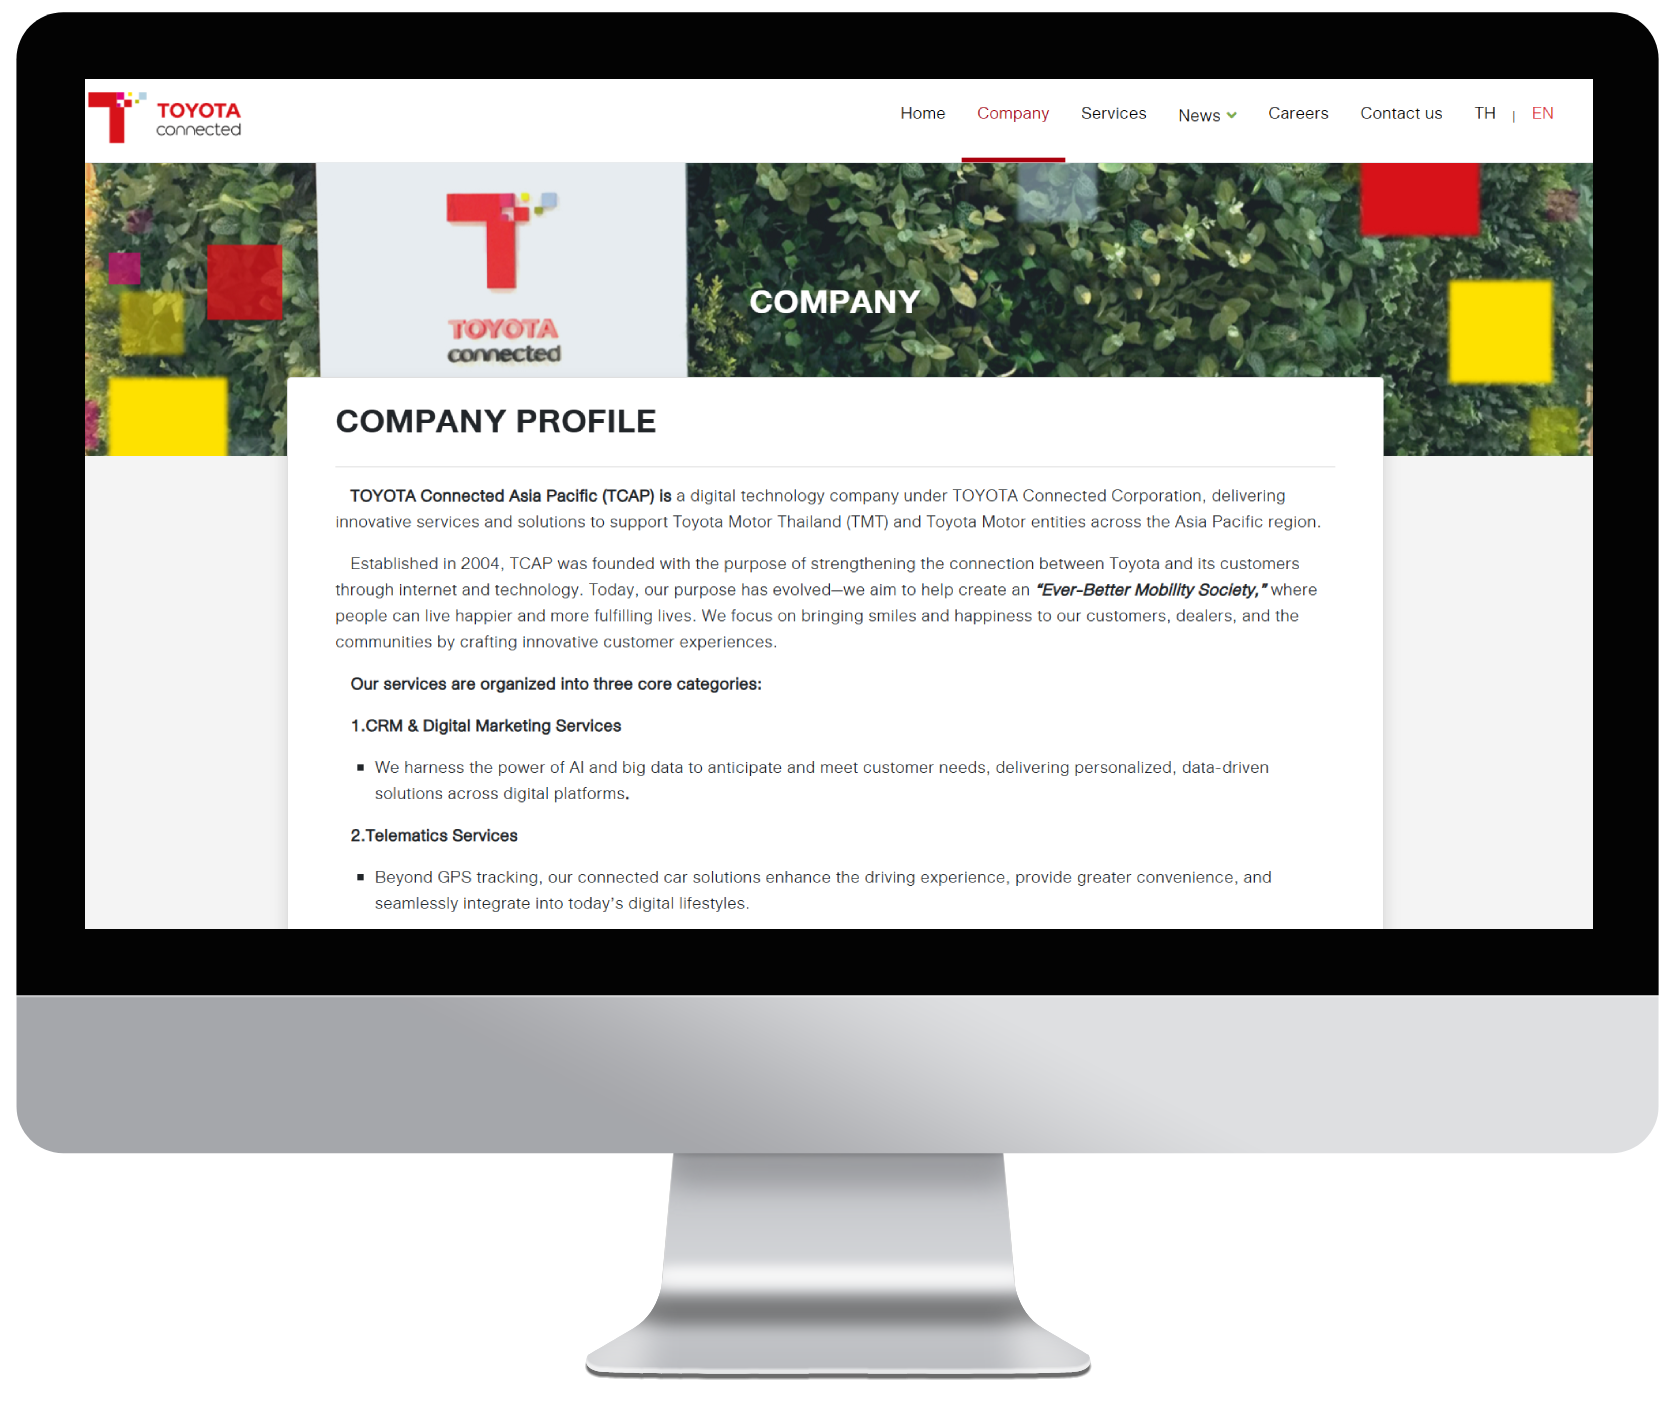 TOYOTA
connected
Home Company Services News Careers Contact us TH | EN
TOYOTA
connected
COMPANY
COMPANY PROFILE
TOYOTA Connected Asia Pacific (TCAP) is a digital technology company under TOYOTA Connected Corporation, delivering
innovative services and solutions to support Toyota Motor Thailand (TMT) and Toyota Motor entities across the Asia Pacific region.
Established in 2004, TCAP was founded with the purpose of strengthening the connection between Toyota and its customers
through internet and technology. Today, our purpose has evolved—we aim to help create an “Ever-Better Mobility Society,” where
people can live happier and more fulfilling lives. We focus on bringing smiles and happiness to our customers, dealers, and the
communities by crafting innovative customer experiences.
Our services are organized into three core categories:
1.CRM & Digital Marketing Services
▪ We harness the power of AI and big data to anticipate and meet customer needs, delivering personalized, data-driven
solutions across digital platforms.
2.Telematics Services
▪ Beyond GPS tracking, our connected car solutions enhance the driving experience, provide greater convenience, and
seamlessly integrate into today’s digital lifestyles.